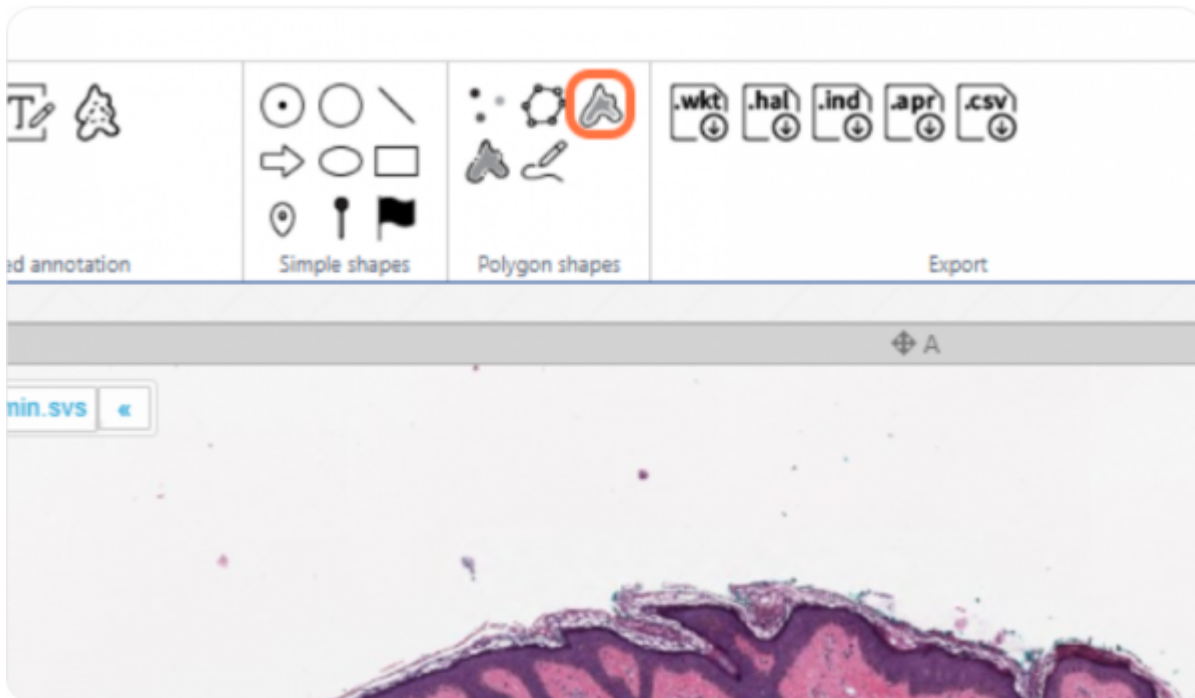 T
.wkt .hal .ind .apr .csv
ed annotation Simple shapes Polygon shapes Export
A
min.svs «